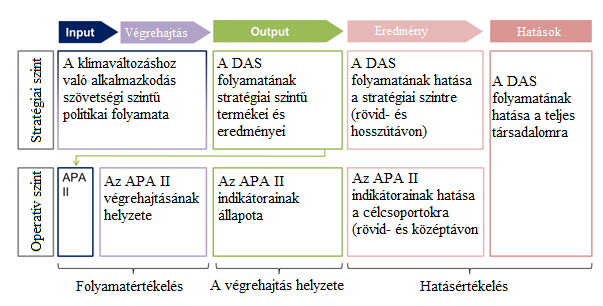 Input
Végrehajtás
Output
Eredmény
Hatások
Stratégiai szint
A klímaváltozáshoz
való alkalmazkodás
szövetségi szintű
politikai folyamata
A DAS
folyamatának
stratégiai szintű
termékei és
eredményei
A DAS
folyamatának hatása
a stratégiai szintre
(rövid- és
hosszútávon)
A DAS
folyamatának
hatása a teljes
társadalomra
Operatív szint
APA
II
Az APA II
végrehajtásának
helyzete
Az APA II
indikátorainak
állapota
Az APA II
indikátorainak hatása
a célcsoportokra
(rövid- és középtávon
Folyamatértékelés
A végrehajtás helyzete
Hatásértékelés